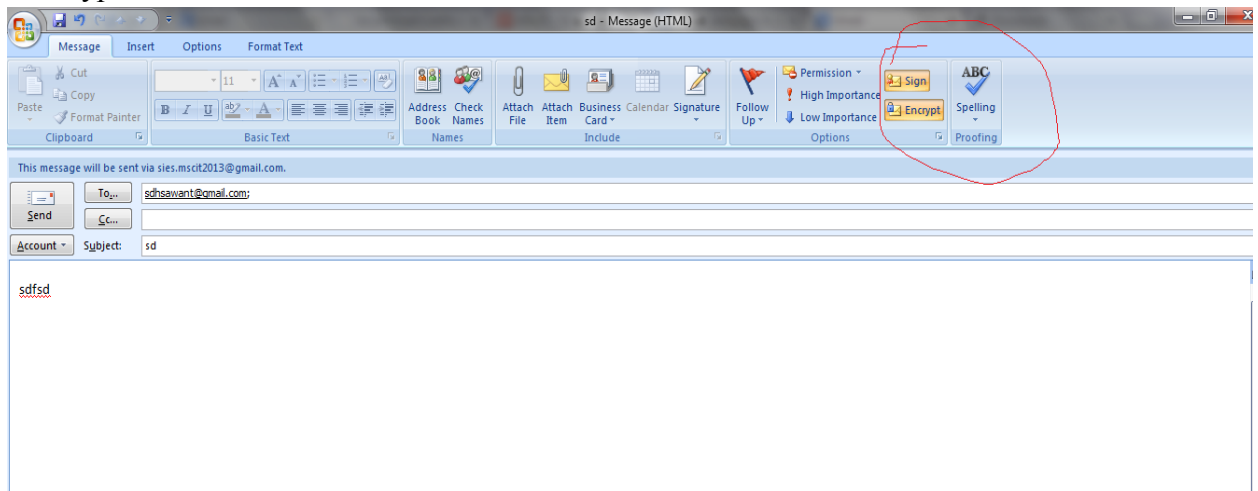 sd - Message (HTML)
Message Insert Options Format Text
Paste
Cut
Copy
Format Painter
Clipboard
11 A A
B I U ab A
Basic Text
Address Book
Check Names
Names
Attach File
Attach Item
Business Card
Calendar
Signature
Include
Follow Up
Permission
High Importance
Low Importance
Sign
Encrypt
Options
ABC
Spelling
Proofing
This message will be sent via sies.mscit2013@gmail.com.
Send
To...
sdhsawant@gmail.com;
Cc...
Account
Subject:
sd
sdfsd